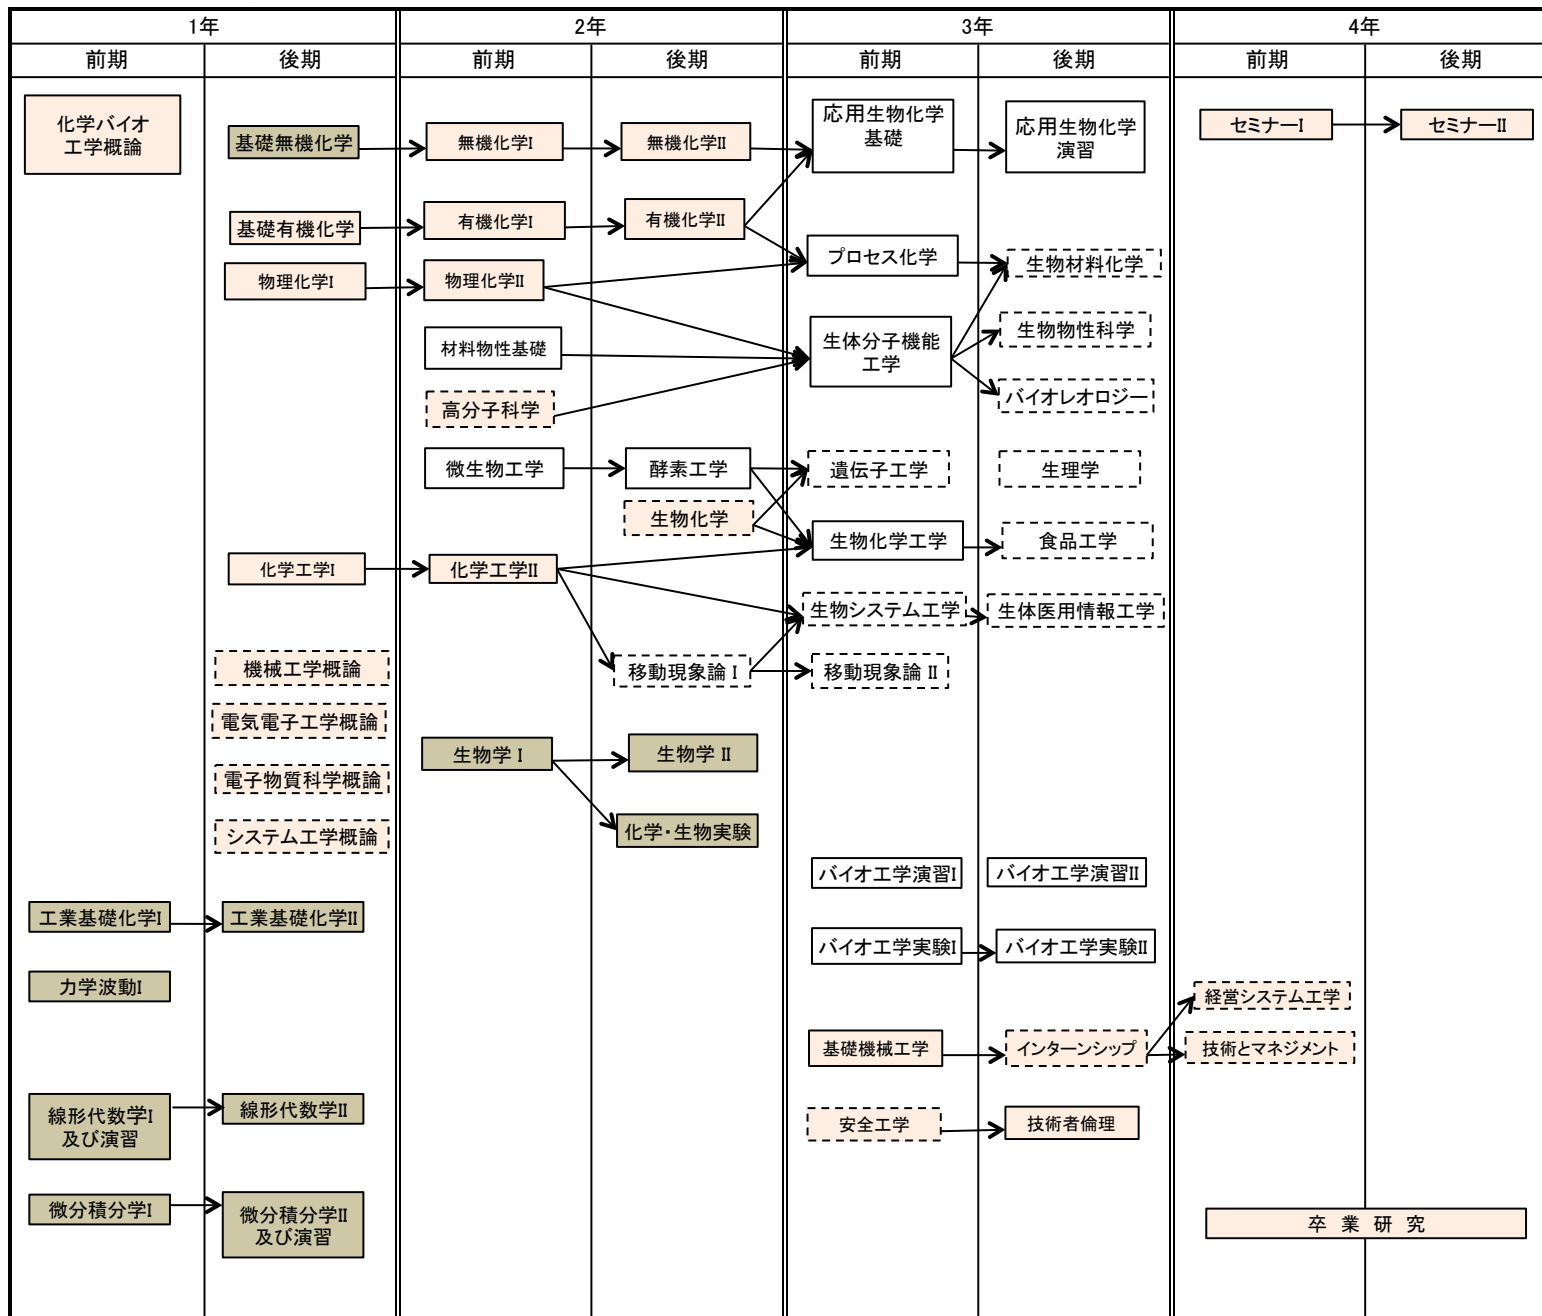 1年
2年
3年
4年
前期
後期
前期
後期
前期
後期
前期
後期
化学バイオ
工学概論
基礎無機化学
無機化学I
無機化学II
応用生物化学
基礎
応用生物化学
演習
セミナーI
セミナーII
基礎有機化学
有機化学I
有機化学II
プロセス化学
生物材料化学
物理化学I
物理化学II
材料物性基礎
生体分子機能
工学
生物物性科学
高分子科学
バイオレオロジー
微生物工学
酵素工学
遺伝子工学
生理学
生物化学
生物化学工学
食品工学
化学工学I
化学工学II
生物システム工学
生体医用情報工学
機械工学概論
移動現象論 I
移動現象論 II
電気電子工学概論
生物学 I
生物学 II
電子物質科学概論
システム工学概論
化学・生物実験
バイオ工学演習I
バイオ工学演習II
工業基礎化学I
工業基礎化学II
バイオ工学実験I
バイオ工学実験II
力学波動I
経営システム工学
基礎機械工学
インターンシップ
技術とマネジメント
線形代数学I
及び演習
線形代数学II
安全工学
技術者倫理
微分積分学I
微分積分学II
及び演習
卒 業 研 究